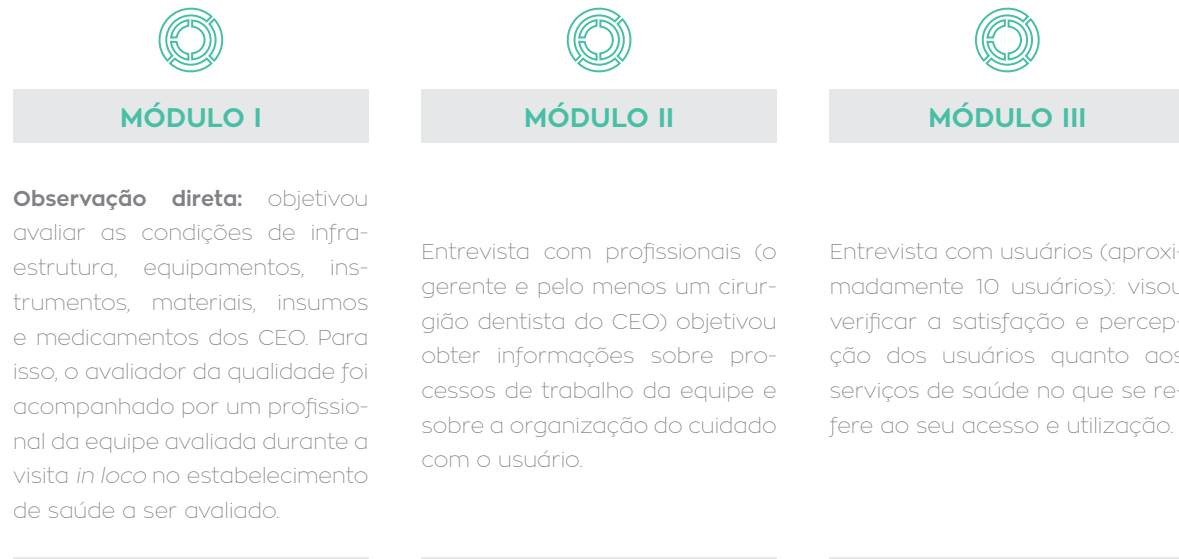 MÓDULO I
Observação direta: objetivou
avaliar as condições de infra-
estrutura, equipamentos, ins-
trumentos, materiais, insumos
e medicamentos dos CEO. Para
isso, o avaliador da qualidade foi
acompanhado por um profissio-
nal da equipe avaliada durante a
visita in loco no estabelecimento
de saúde a ser avaliado.
MÓDULO II
Entrevista com profissionais (o
gerente e pelo menos um cirur-
gião dentista do CEO) objetivou
obter informações sobre pro-
cessos de trabalho da equipe e
sobre a organização do cuidado
com o usuário.
MÓDULO III
Entrevista com usuários (aproxi-
madamente 10 usuários): visou
verificar a satisfação e percep-
ção dos usuários quanto aos
serviços de saúde no que se re-
fere ao seu acesso e utilização.